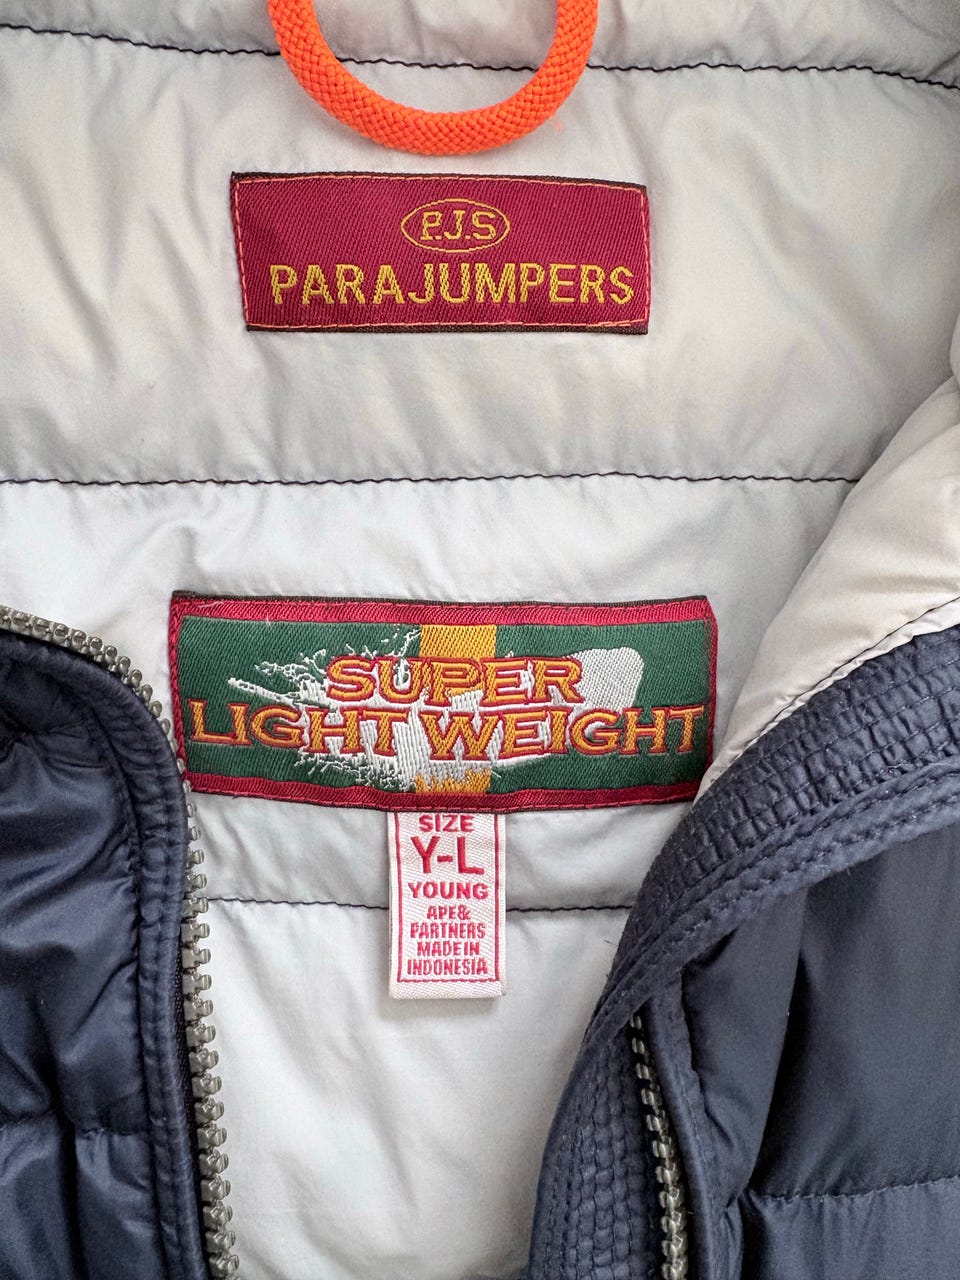 P.J.S
PARAJUMPERS
SUPER
LIGHT WEIGHT
SIZE
Y-L
YOUNG
APE&
PARTNERS
MADE IN
INDONESIA